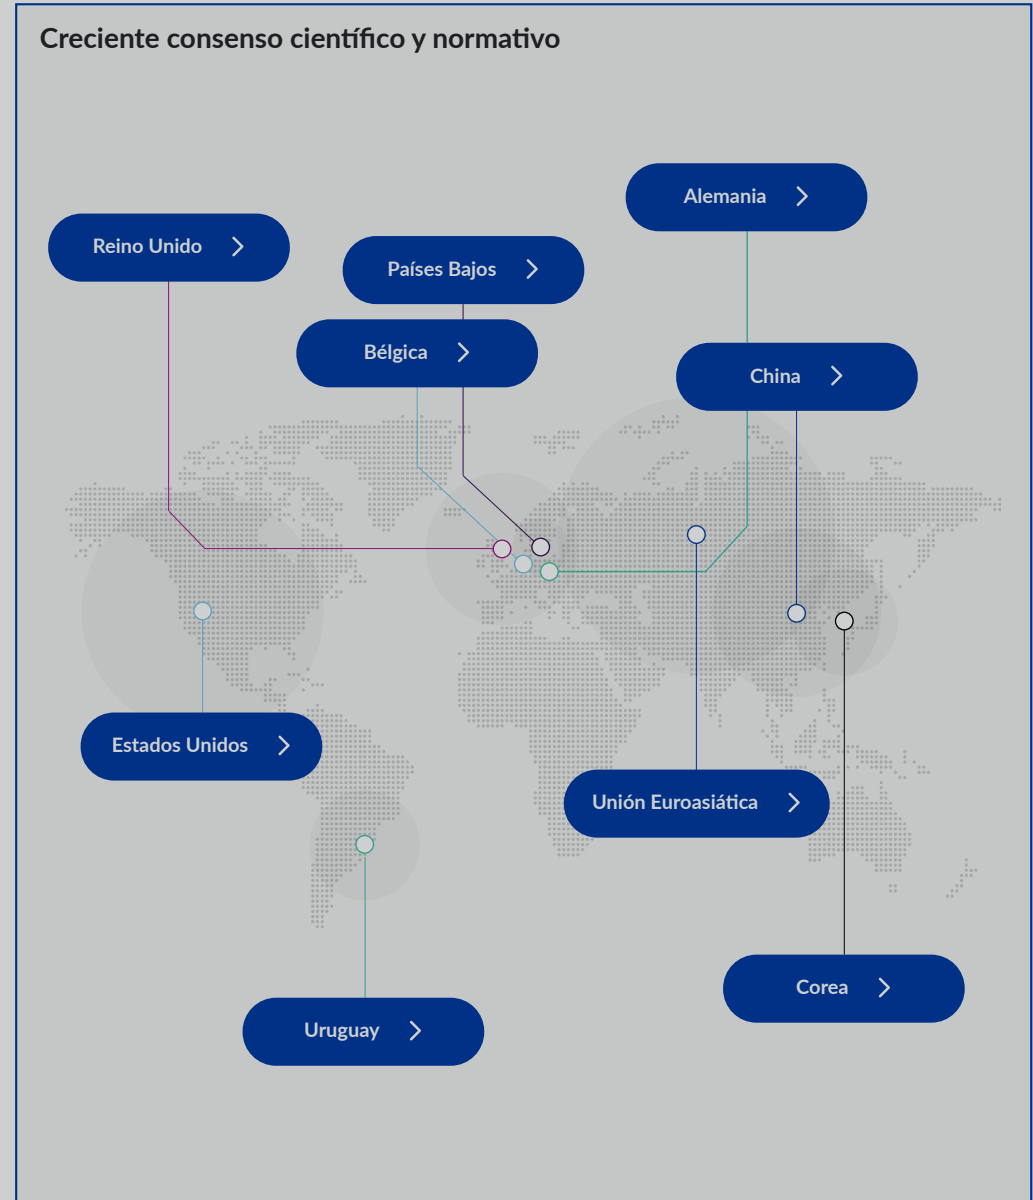 Creciente consenso científico y normativo
Alemania
Reino Unido
Países Bajos
Bélgica
China
Estados Unidos
Unión Euroasiática
Corea
Uruguay